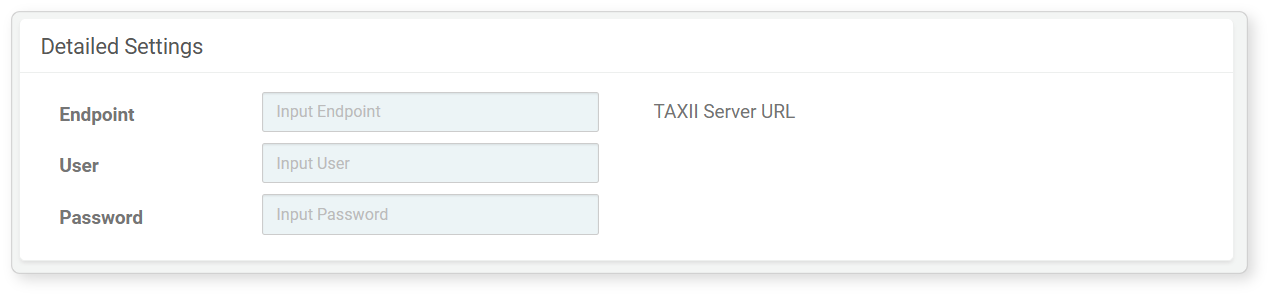 Detailed Settings
Endpoint Input Endpoint TAXII Server URL
User Input User
Password Input Password